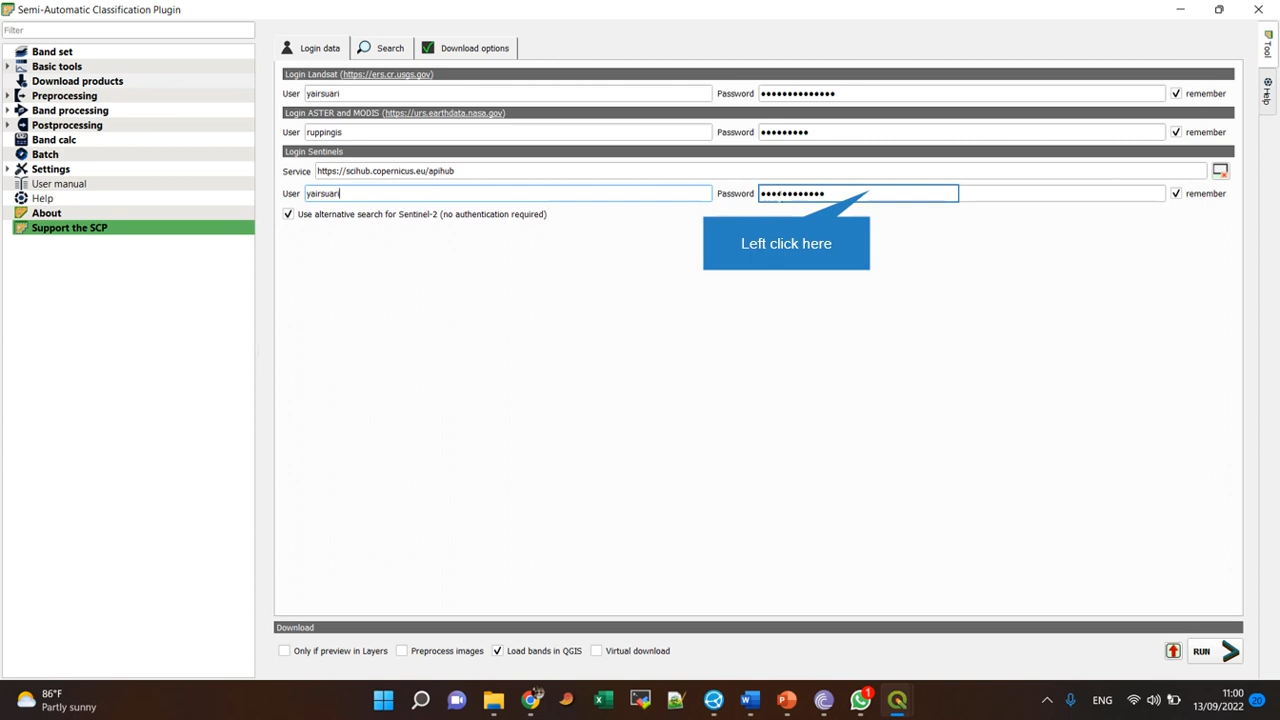 Semi-Automatic Classification Plugin
Filter
Band set
Basic tools
Download products
Preprocessing
Band processing
Postprocessing
Band calc
Batch
Settings
User manual
Help
About
Support the SCP
Login data
Search
Download options
Login Landsat (https://ers.cr.usgs.gov)
User yairsuari Password •••••••••••••• remember
Login ASTER and MODIS (https://urs.earthdata.nasa.gov)
User ruppingis Password ••••••••• remember
Login Sentinels
Service https://scihub.copernicus.eu/apihub
User yairsuari Password •••••••••••• remember
Use alternative search for Sentinel-2 (no authentication required)
Left click here
Download
Only if preview in Layers Preprocess images Load bands in QGIS Virtual download RUN
Tool
Help
86°F
Partly sunny
1
ENG
11:00
13/09/2022
20